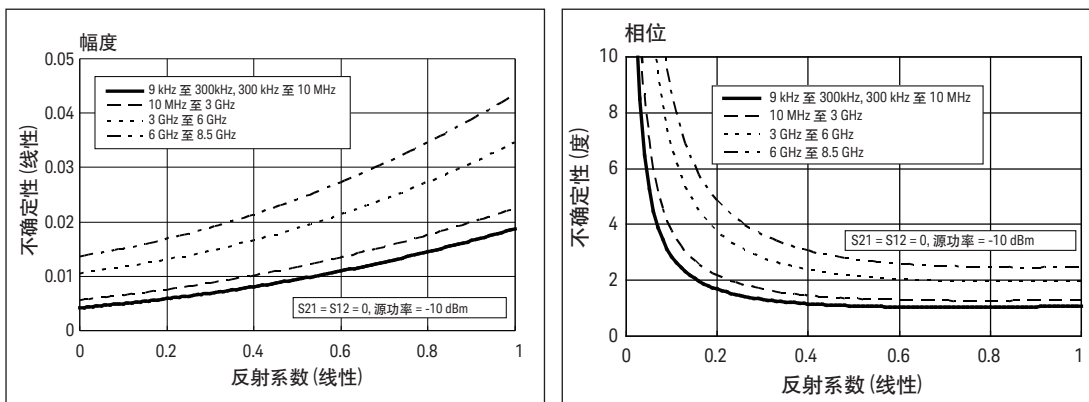 幅度
0.05
0.04
0.03
0.02
0.01
0
不确定性 (线性)
9 kHz 至 300kHz, 300 kHz 至 10 MHz
10 MHz 至 3 GHz
3 GHz 至 6 GHz
6 GHz 至 8.5 GHz
S21 = S12 = 0, 源功率 = -10 dBm
0 0.2 0.4 0.6 0.8 1
反射系数 (线性)
相位
10
8
6
4
2
0
不确定性 (度)
9 kHz 至 300kHz, 300 kHz 至 10 MHz
10 MHz 至 3 GHz
3 GHz 至 6 GHz
6 GHz 至 8.5 GHz
S21 = S12 = 0, 源功率 = -10 dBm
0 0.2 0.4 0.6 0.8 1
反射系数 (线性)